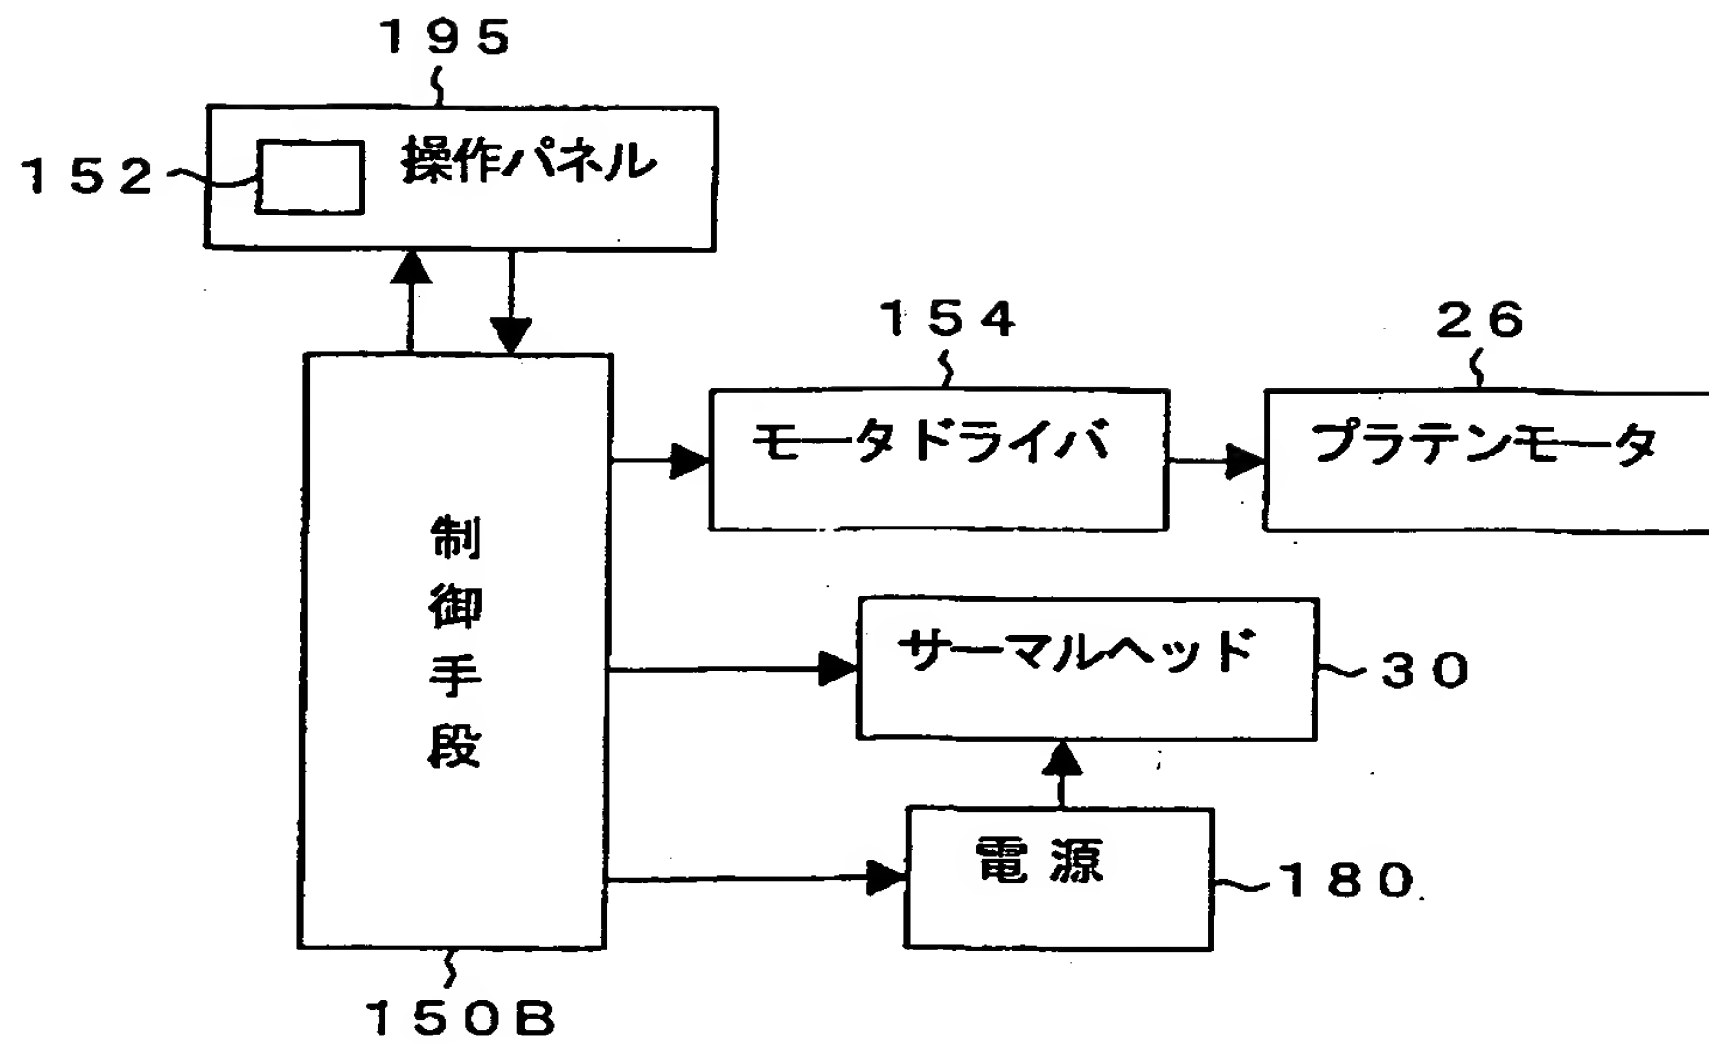 195
152
操作パネル
154
26
モータドライバ
プラテンモータ
制御手段
サーマルヘッド
30
電源
180
150B